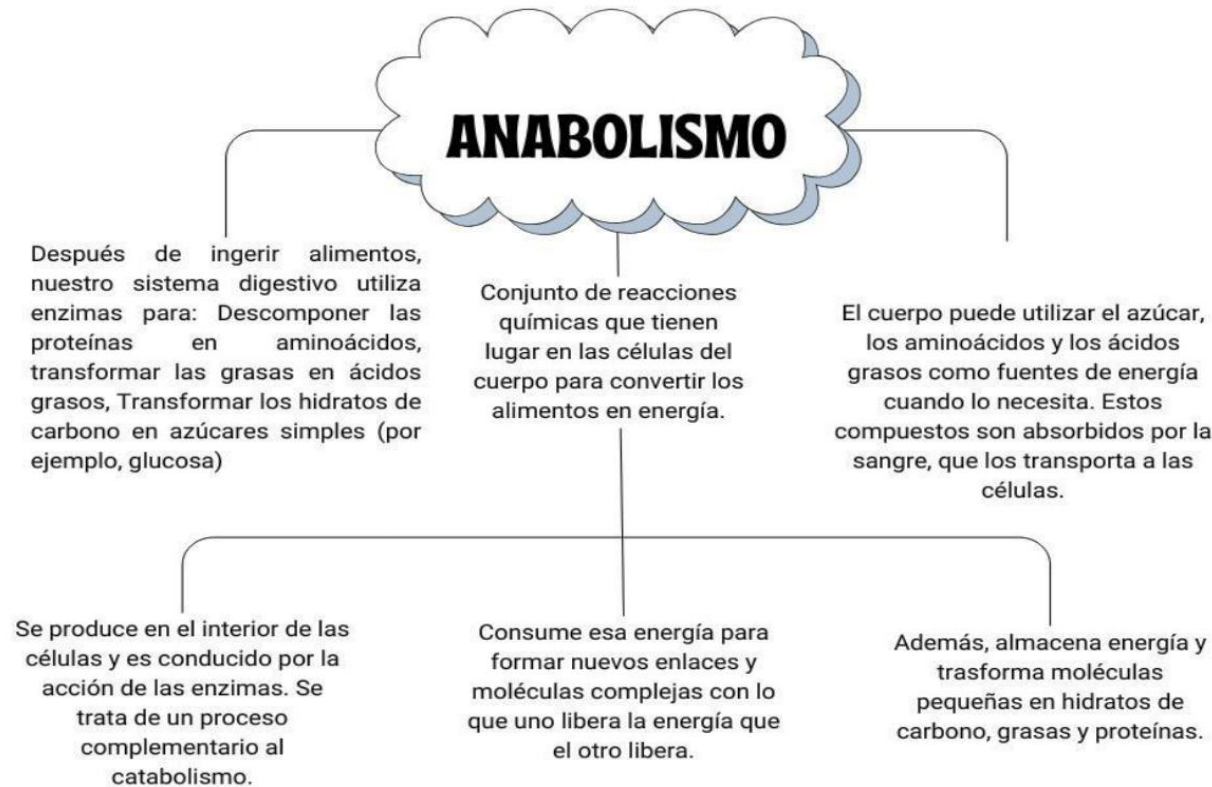 ANABOLISMO
Después de ingerir alimentos,
nuestro sistema digestivo utiliza
enzimas para: Descomponer las
proteínas en aminoácidos,
transformar las grasas en ácidos
grasos, Transformar los hidratos de
carbono en azúcares simples (por
ejemplo, glucosa)
Conjunto de reacciones
químicas que tienen
lugar en las células del
cuerpo para convertir los
alimentos en energía.
El cuerpo puede utilizar el azúcar,
los aminoácidos y los ácidos
grasos como fuentes de energía
cuando lo necesita. Estos
compuestos son absorbidos por la
sangre, que los transporta a las
células.
Se produce en el interior de las
células y es conducido por la
acción de las enzimas. Se
trata de un proceso
complementario al
catabolismo.
Consume esa energía para
formar nuevos enlaces y
moléculas complejas con lo
que uno libera la energía que
el otro libera.
Además, almacena energía y
trasforma moléculas
pequeñas en hidratos de
carbono, grasas y proteínas.